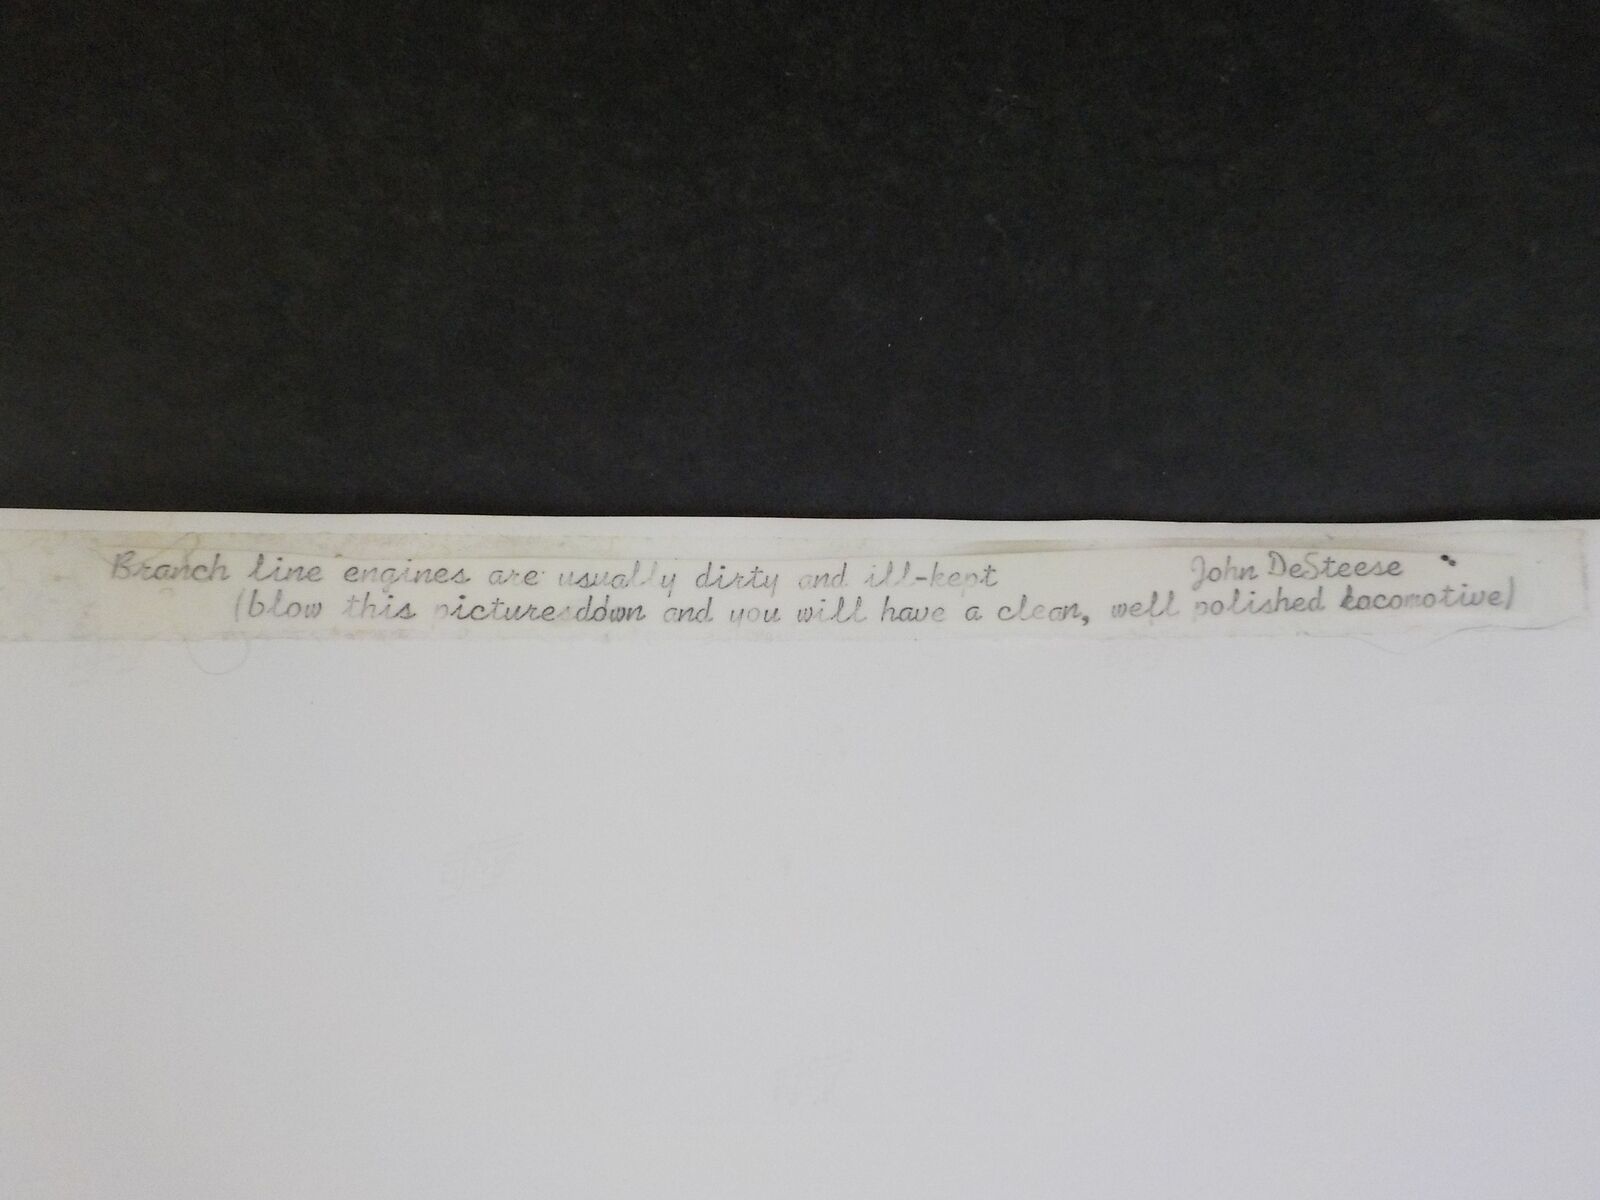 Branch line engines are usually dirty and ill-kept John DeSteese
(blow this picturesddwn and you will have a clean, well polished locomotive)